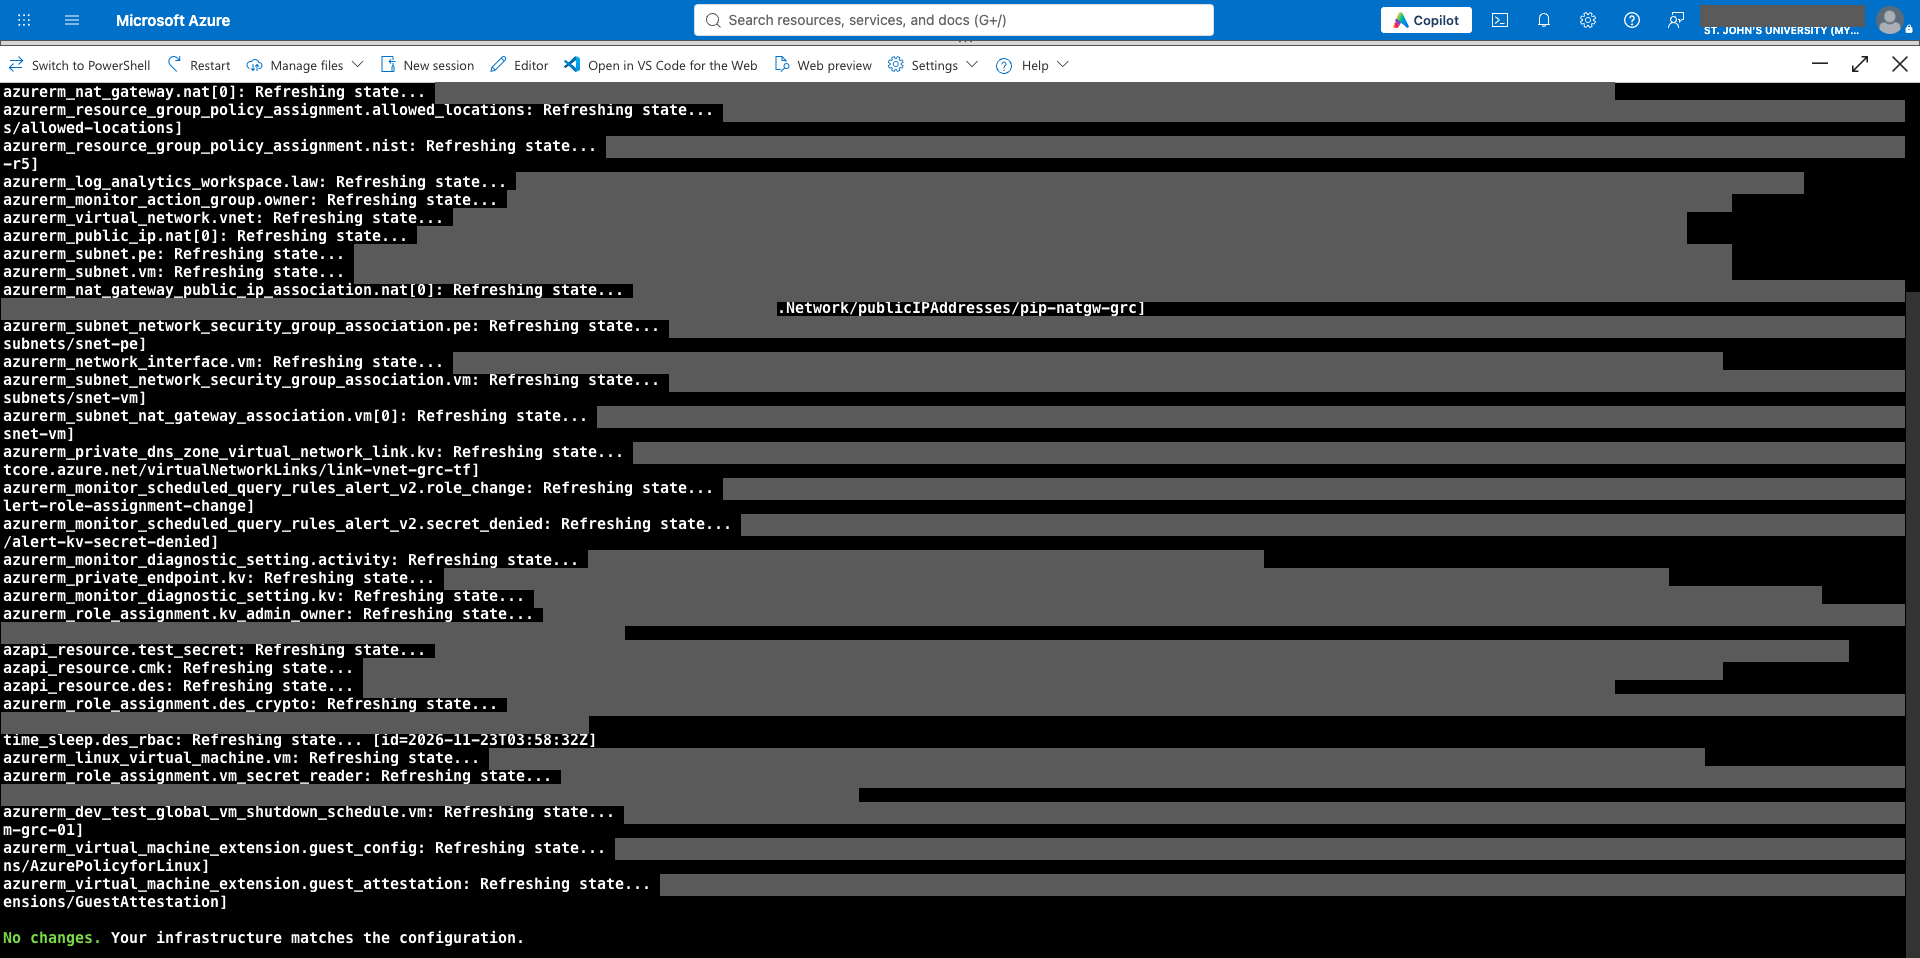 Microsoft Azure
Search resources, services, and docs (G+/)
Copilot
ST. JOHN'S UNIVERSITY (MY...
Switch to PowerShell
Restart
Manage files
New session
Editor
Open in VS Code for the Web
Web preview
Settings
Help
azurerm_nat_gateway.nat[0]: Refreshing state...
azurerm_resource_group_policy_assignment.allowed_locations: Refreshing state...
s/allowed-locations]
azurerm_resource_group_policy_assignment.nist: Refreshing state...
-r5]
azurerm_log_analytics_workspace.law: Refreshing state...
azurerm_monitor_action_group.owner: Refreshing state...
azurerm_virtual_network.vnet: Refreshing state...
azurerm_public_ip.nat[0]: Refreshing state...
azurerm_subnet.pe: Refreshing state...
azurerm_subnet.vm: Refreshing state...
azurerm_nat_gateway_public_ip_association.nat[0]: Refreshing state...
.Network/publicIPAddresses/pip-natgw-grc]
azurerm_subnet_network_security_group_association.pe: Refreshing state...
subnets/snet-pe]
azurerm_network_interface.vm: Refreshing state...
azurerm_subnet_network_security_group_association.vm: Refreshing state...
subnets/snet-vm]
azurerm_subnet_nat_gateway_association.vm[0]: Refreshing state...
snet-vm]
azurerm_private_dns_zone_virtual_network_link.kv: Refreshing state...
tcore.azure.net/virtualNetworkLinks/link-vnet-grc-tf]
azurerm_monitor_scheduled_query_rules_alert_v2.role_change: Refreshing state...
lert-role-assignment-change]
azurerm_monitor_scheduled_query_rules_alert_v2.secret_denied: Refreshing state...
/alert-kv-secret-denied]
azurerm_monitor_diagnostic_setting.activity: Refreshing state...
azurerm_private_endpoint.kv: Refreshing state...
azurerm_monitor_diagnostic_setting.kv: Refreshing state...
azurerm_role_assignment.kv_admin_owner: Refreshing state...
azapi_resource.test_secret: Refreshing state...
azapi_resource.cmk: Refreshing state...
azapi_resource.des: Refreshing state...
azurerm_role_assignment.des_crypto: Refreshing state...
time_sleep.des_rbac: Refreshing state... [id=2026-11-23T03:58:32Z]
azurerm_linux_virtual_machine.vm: Refreshing state...
azurerm_role_assignment.vm_secret_reader: Refreshing state...
azurerm_dev_test_global_vm_shutdown_schedule.vm: Refreshing state...
m-grc-01]
azurerm_virtual_machine_extension.guest_config: Refreshing state...
ns/AzurePolicyforLinux]
azurerm_virtual_machine_extension.guest_attestation: Refreshing state...
ensions/GuestAttestation]
No changes. Your infrastructure matches the configuration.